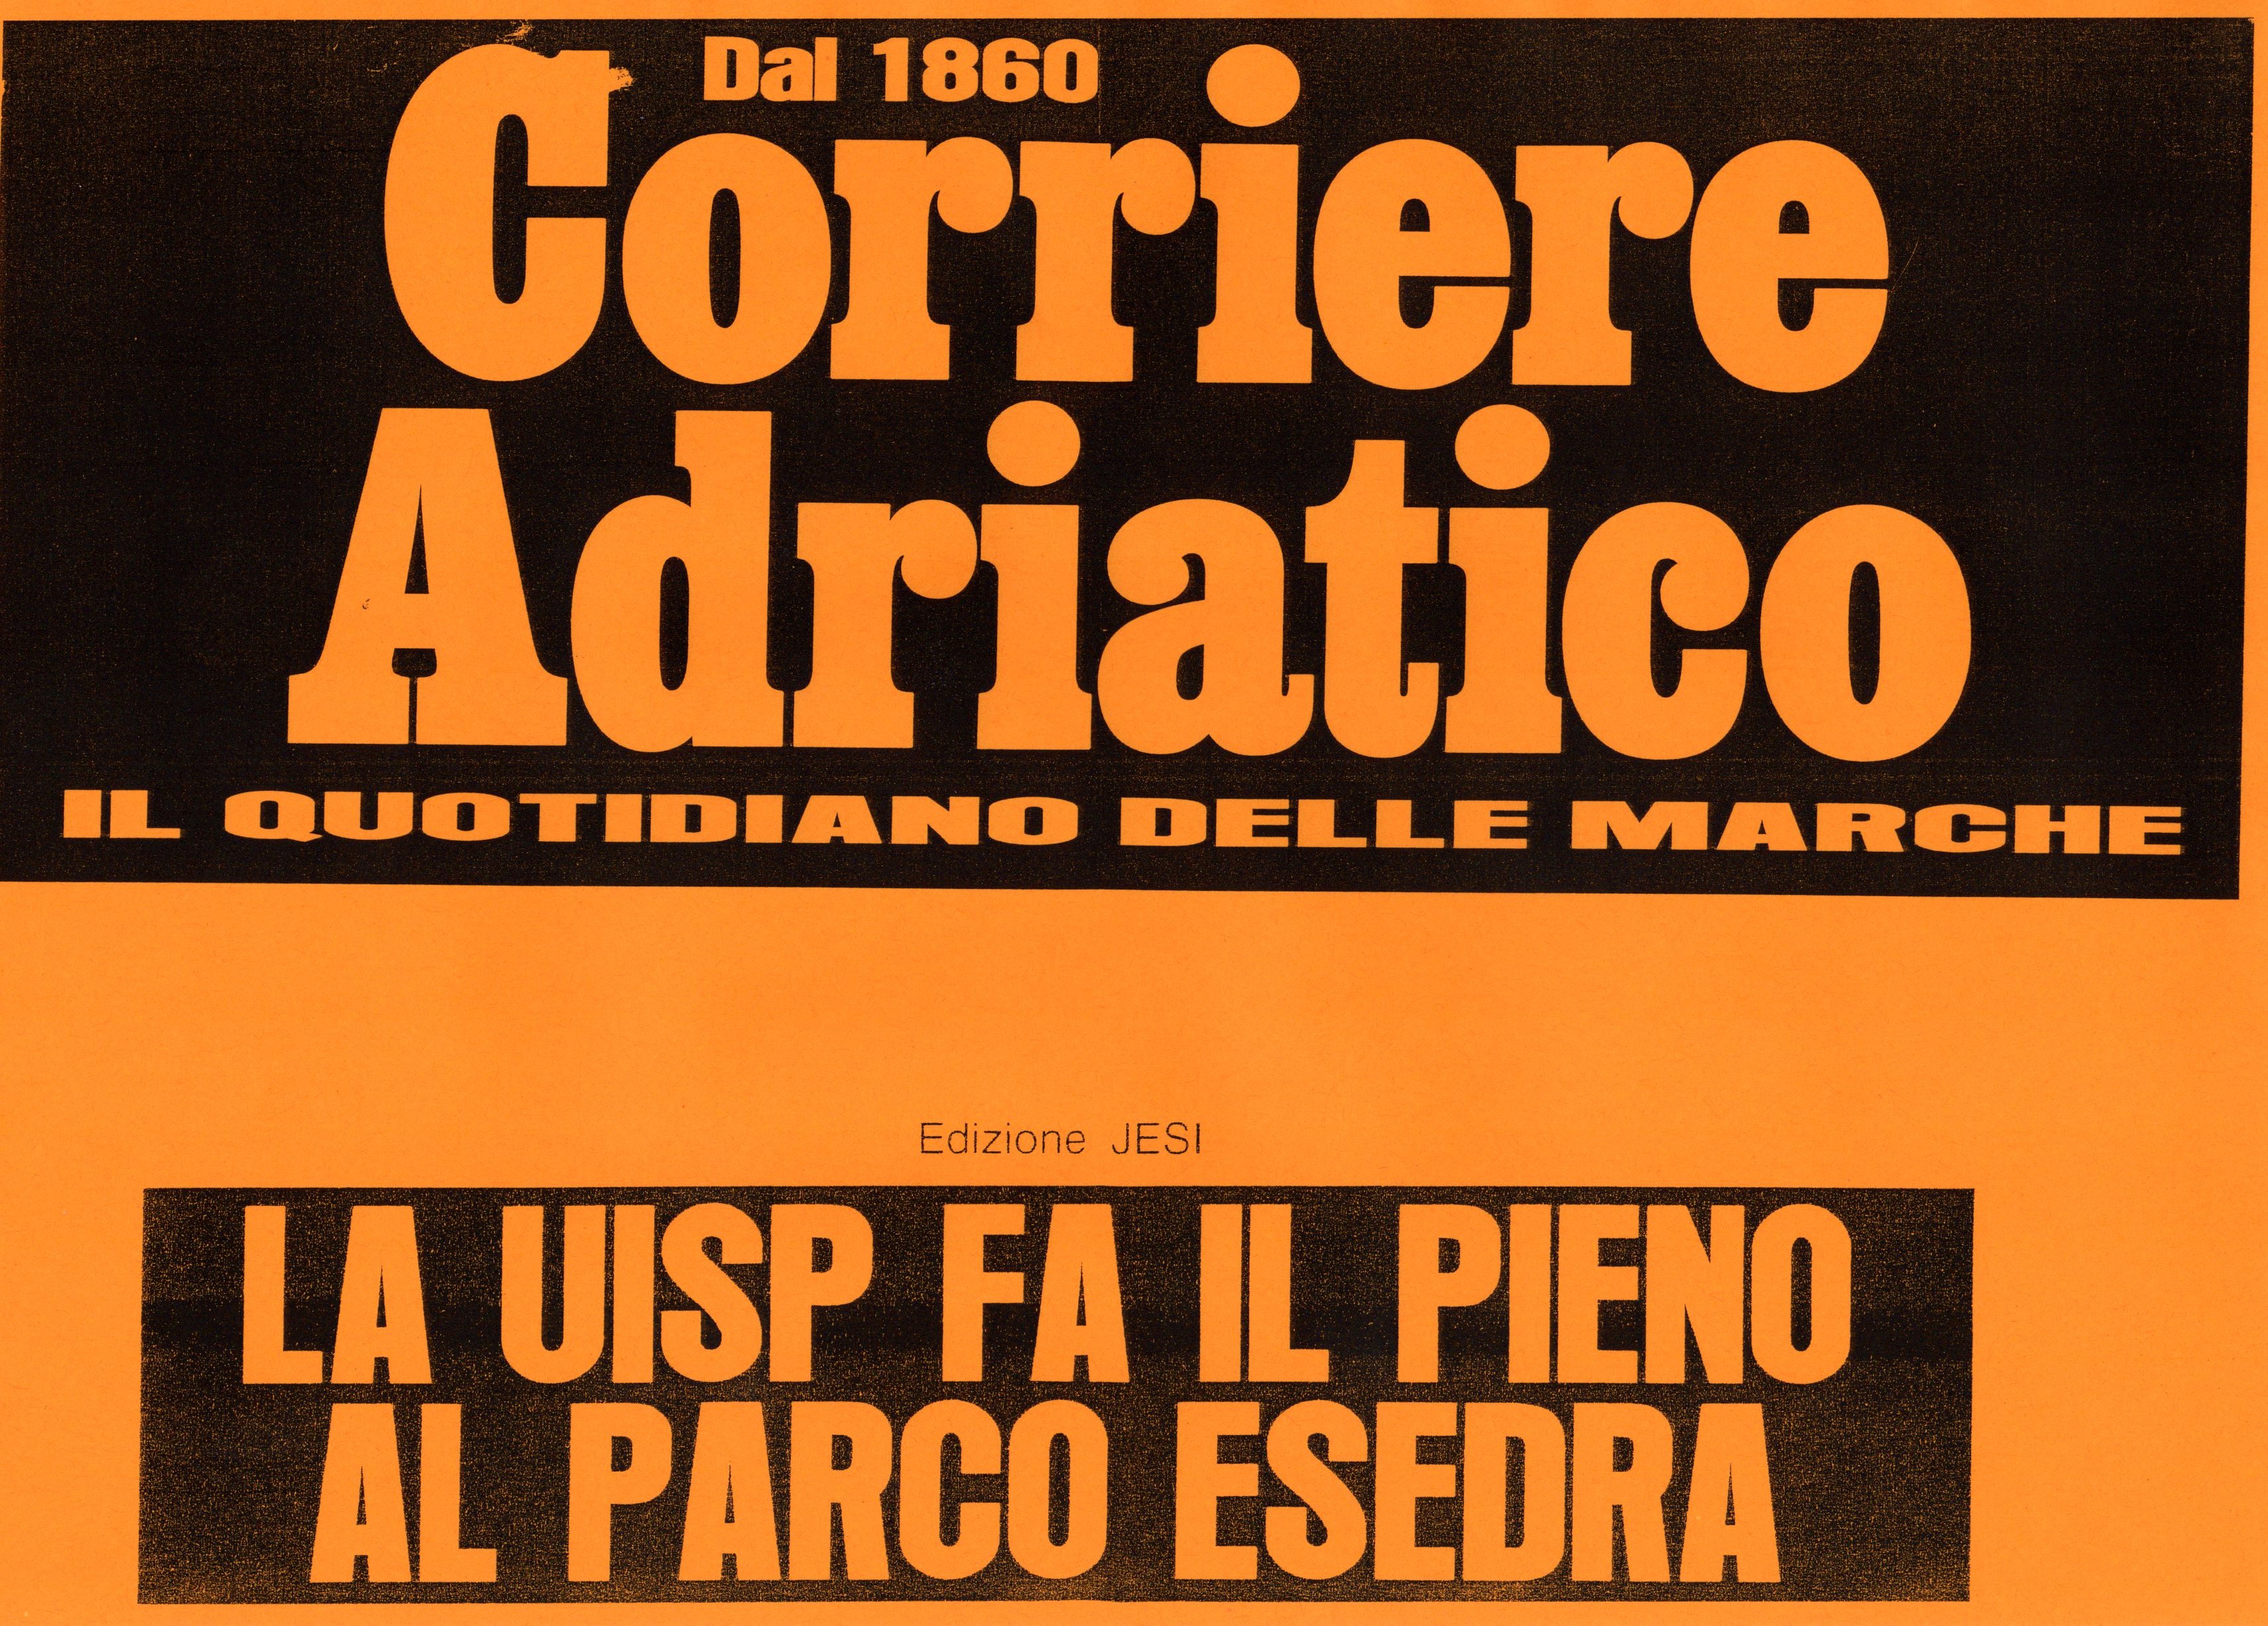 Dal 1860
Corriere
Adriatico
IL QUOTIDIANO DELLE MARCHE
Edizione JESI
LA UISP FA IL PIENO
AL PARCO ESEDRA